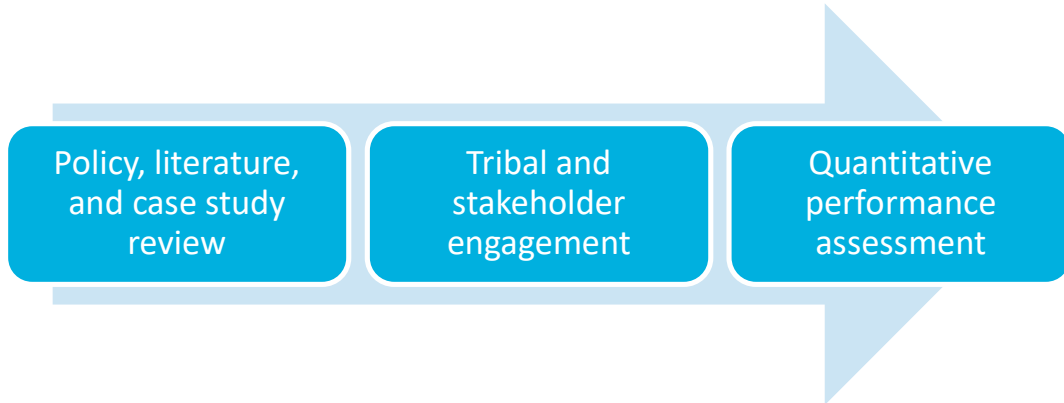 Policy, literature,
and case study
review
Tribal and
stakeholder
engagement
Quantitative
performance
assessment